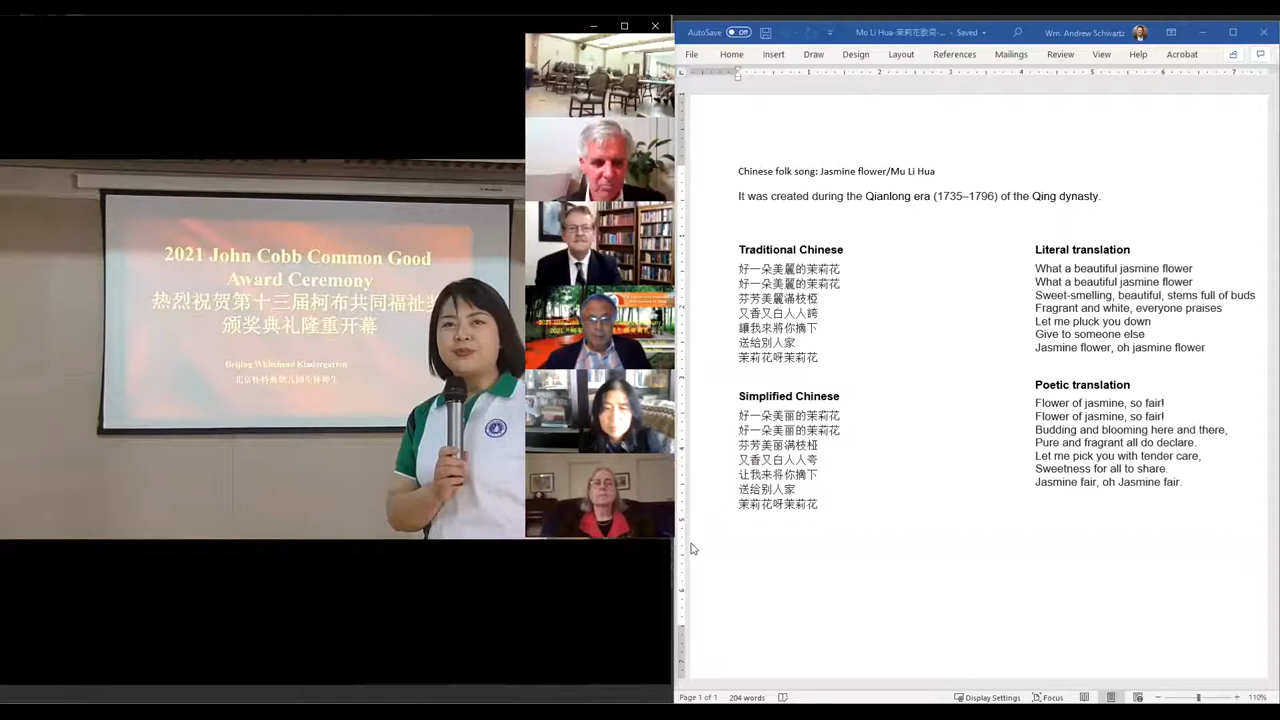 2021 John Cobb Common Good
Award Ceremony
热烈祝贺第十三届柯布共同福祉奖
颁奖典礼隆重开幕
Beijing Whitehead Kindergarten
AutoSave Off
Mo Li Hua-茉莉花歌词-... - Saved
Wm. Andrew Schwartz
File Home Insert Draw Design Layout References Mailings Review View Help Acrobat
1 2 3 4 5 6 7
Chinese folk song: Jasmine flower/Mu Li Hua
It was created during the Qianlong era (1735–1796) of the Qing dynasty.
Traditional Chinese
好一朵美麗的茉莉花
好一朵美麗的茉莉花
芬芳美麗滿枝椏
又香又白人人誇
讓我來將你摘下
送给別人家
茉莉花呀茉莉花
Simplified Chinese
好一朵美丽的茉莉花
好一朵美丽的茉莉花
芬芳美丽满枝桠
又香又白人人夸
让我来将你摘下
送给别人家
茉莉花呀茉莉花
Literal translation
What a beautiful jasmine flower
What a beautiful jasmine flower
Sweet-smelling, beautiful, stems full of buds
Fragrant and white, everyone praises
Let me pluck you down
Give to someone else
Jasmine flower, oh jasmine flower
Poetic translation
Flower of jasmine, so fair!
Flower of jasmine, so fair!
Budding and blooming here and there,
Pure and fragrant all do declare.
Let me pick you with tender care,
Sweetness for all to share.
Jasmine fair, oh Jasmine fair.
Page 1 of 1 204 words
Display Settings Focus 110%